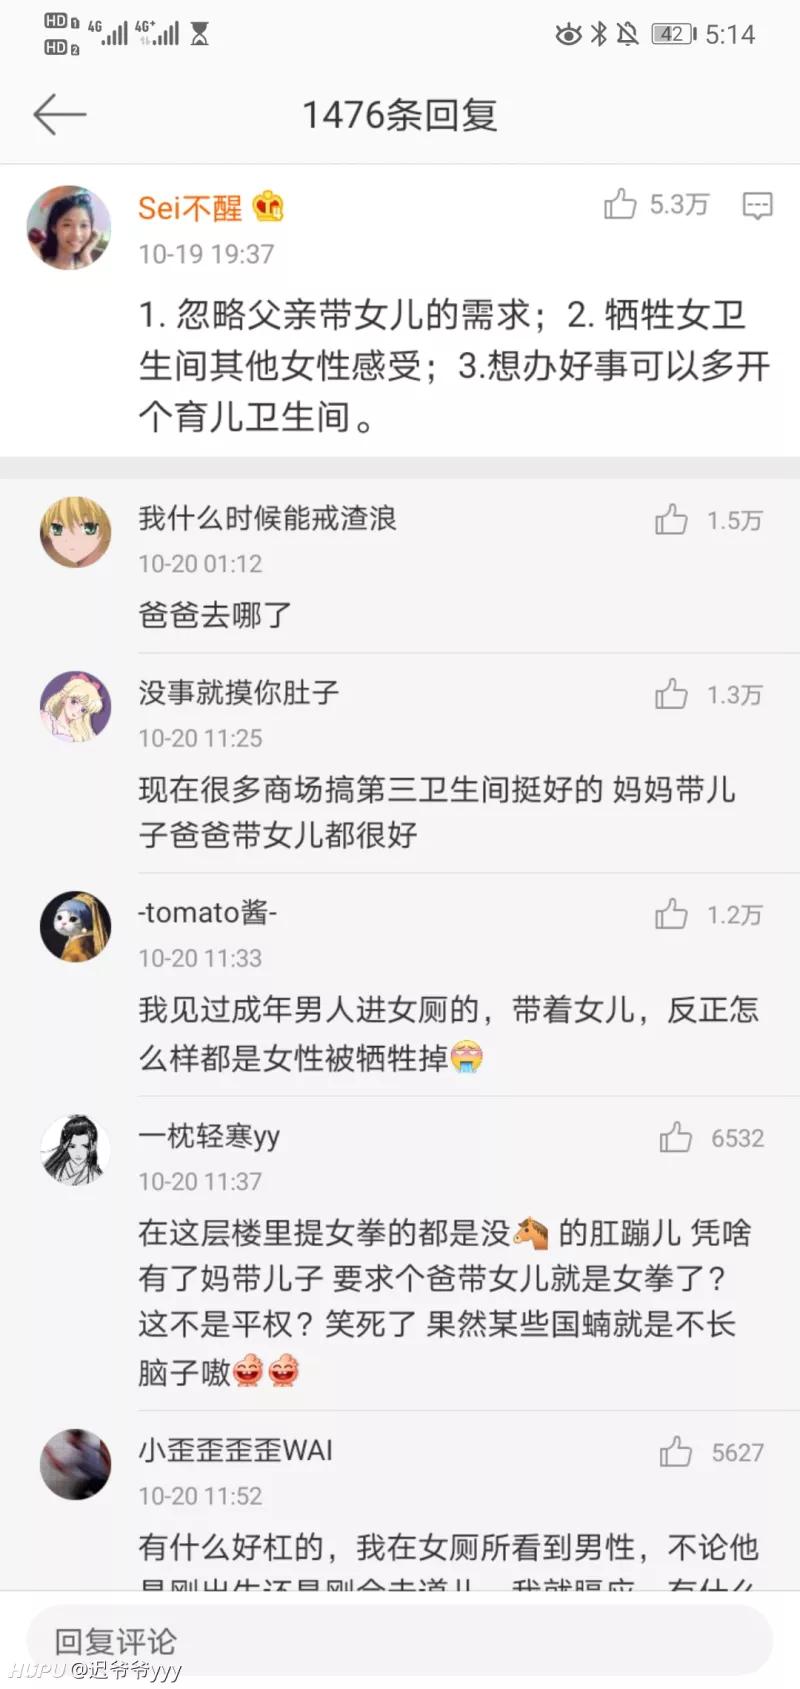 HD 1 4G 4G+ 42 5:14
HD 2
1476条回复
Sei不醒 5.3万
10-19 19:37
1. 忽略父亲带女儿的需求；2. 牺牲女卫
生间其他女性感受；3.想办好事可以多开
个育儿卫生间。
我什么时候能戒渣浪 1.5万
10-20 01:12
爸爸去哪了
没事就摸你肚子 1.3万
10-20 11:25
现在很多商场搞第三卫生间挺好的 妈妈带儿
子爸爸带女儿都很好
-tomato酱- 1.2万
10-20 11:33
我见过成年男人进女厕的，带着女儿，反正怎
么样都是女性被牺牲掉
一枕轻寒yy 6532
10-20 11:37
在这层楼里提女拳的都是没🐴的肛蹦儿 凭啥
有了妈带儿子 要求个爸带女儿就是女拳了？
这不是平权？笑死了 果然某些国蝻就是不长
脑子嗷
小歪歪歪歪WAI 5627
10-20 11:52
有什么好杠的，我在女厕所看到男性，不论他
回复评论
HUPU @迟爷爷yyy